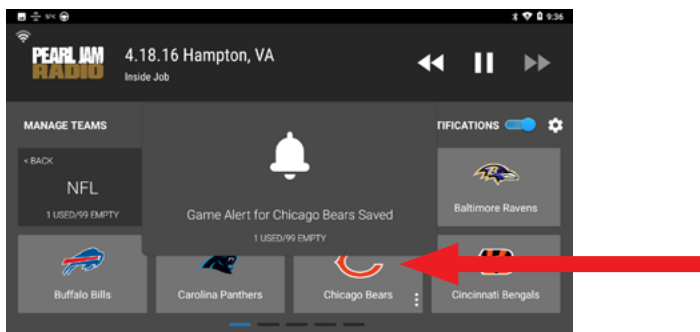 9:36
PEARL JAM
RADIO
4.18.16 Hampton, VA
Inside Job
MANAGE TEAMS
TIFICATIONS
< BACK
NFL
1 USED/99 EMPTY
Game Alert for Chicago Bears Saved
1 USED/99 EMPTY
Baltimore Ravens
Buffalo Bills
Carolina Panthers
Chicago Bears
Cincinnati Bengals